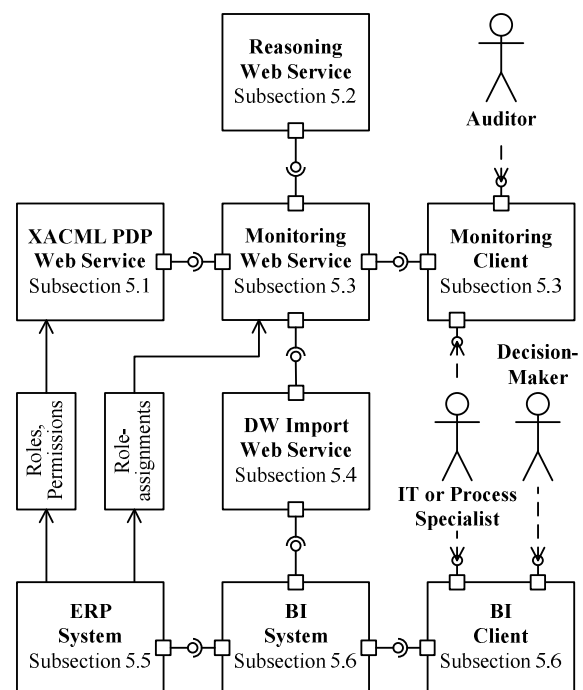 Reasoning
Web Service
Subsection 5.2
Auditor
XACML PDP
Web Service
Subsection 5.1
Monitoring
Web Service
Subsection 5.3
Monitoring
Client
Subsection 5.3
Decision-
Maker
Roles,
Permissions
Role-
assignments
DW Import
Web Service
Subsection 5.4
IT or Process
Specialist
ERP
System
Subsection 5.5
BI
System
Subsection 5.6
BI
Client
Subsection 5.6